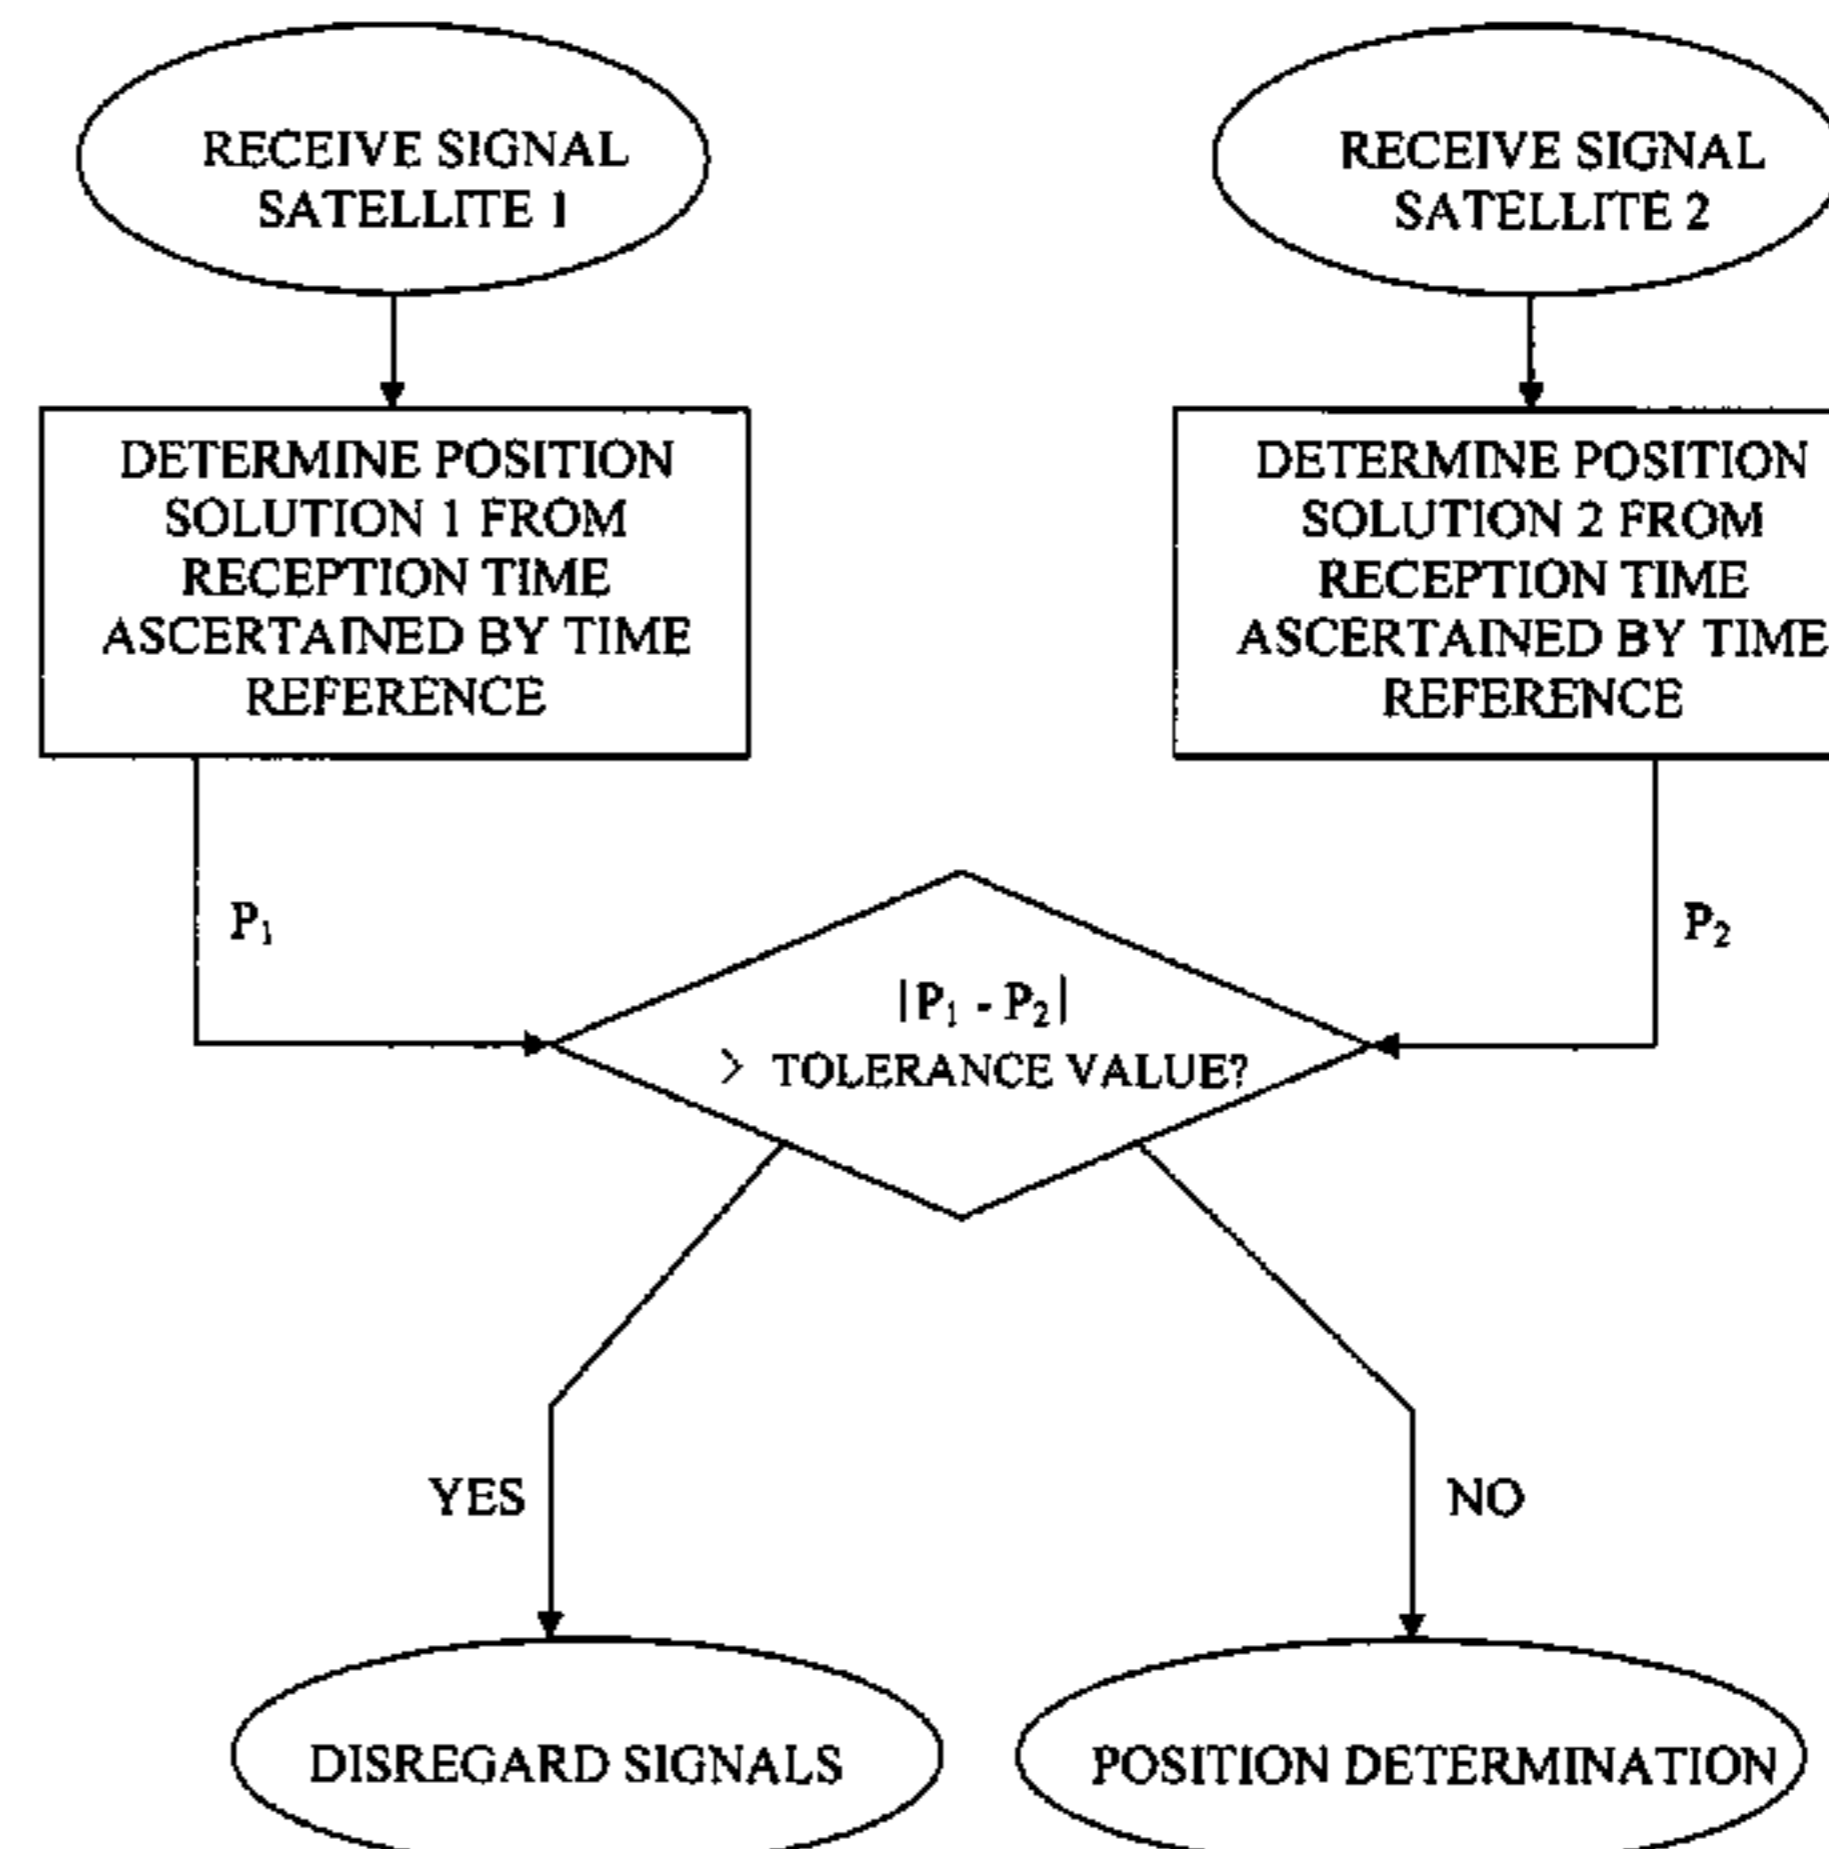 RECEIVE SIGNAL
SATELLITE 1
RECEIVE SIGNAL
SATELLITE 2
DETERMINE POSITION
SOLUTION 1 FROM
RECEPTION TIME
ASCERTAINED BY TIME
REFERENCE
DETERMINE POSITION
SOLUTION 2 FROM
RECEPTION TIME
ASCERTAINED BY TIME
REFERENCE
P₁
P₂
|P₁ - P₂|
> TOLERANCE VALUE?
YES
NO
DISREGARD SIGNALS
POSITION DETERMINATION